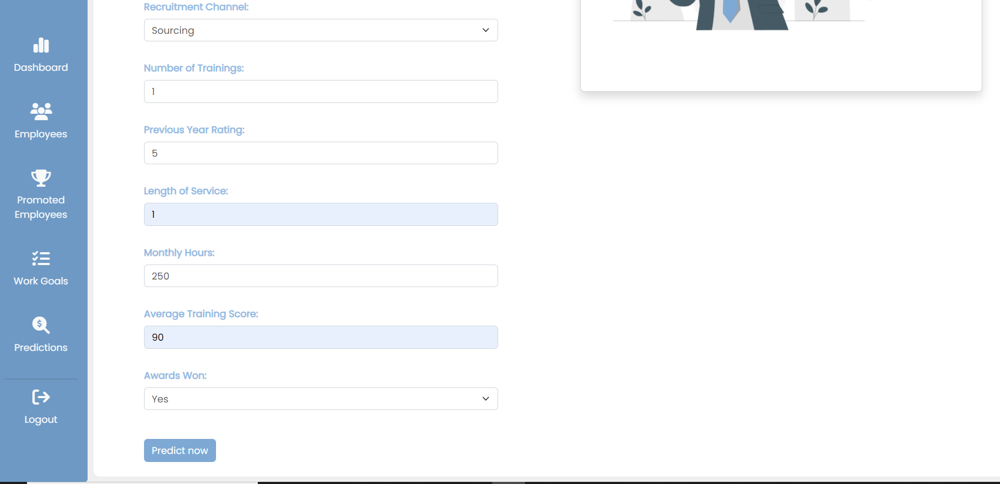 Dashboard
Employees
Promoted
Employees
Work Goals
$
Predictions
Logout
Recruitment Channel:
Sourcing
Number of Trainings:
1
Previous Year Rating:
5
Length of Service:
1
Monthly Hours:
250
Average Training Score:
90
Awards Won:
Yes
Predict now